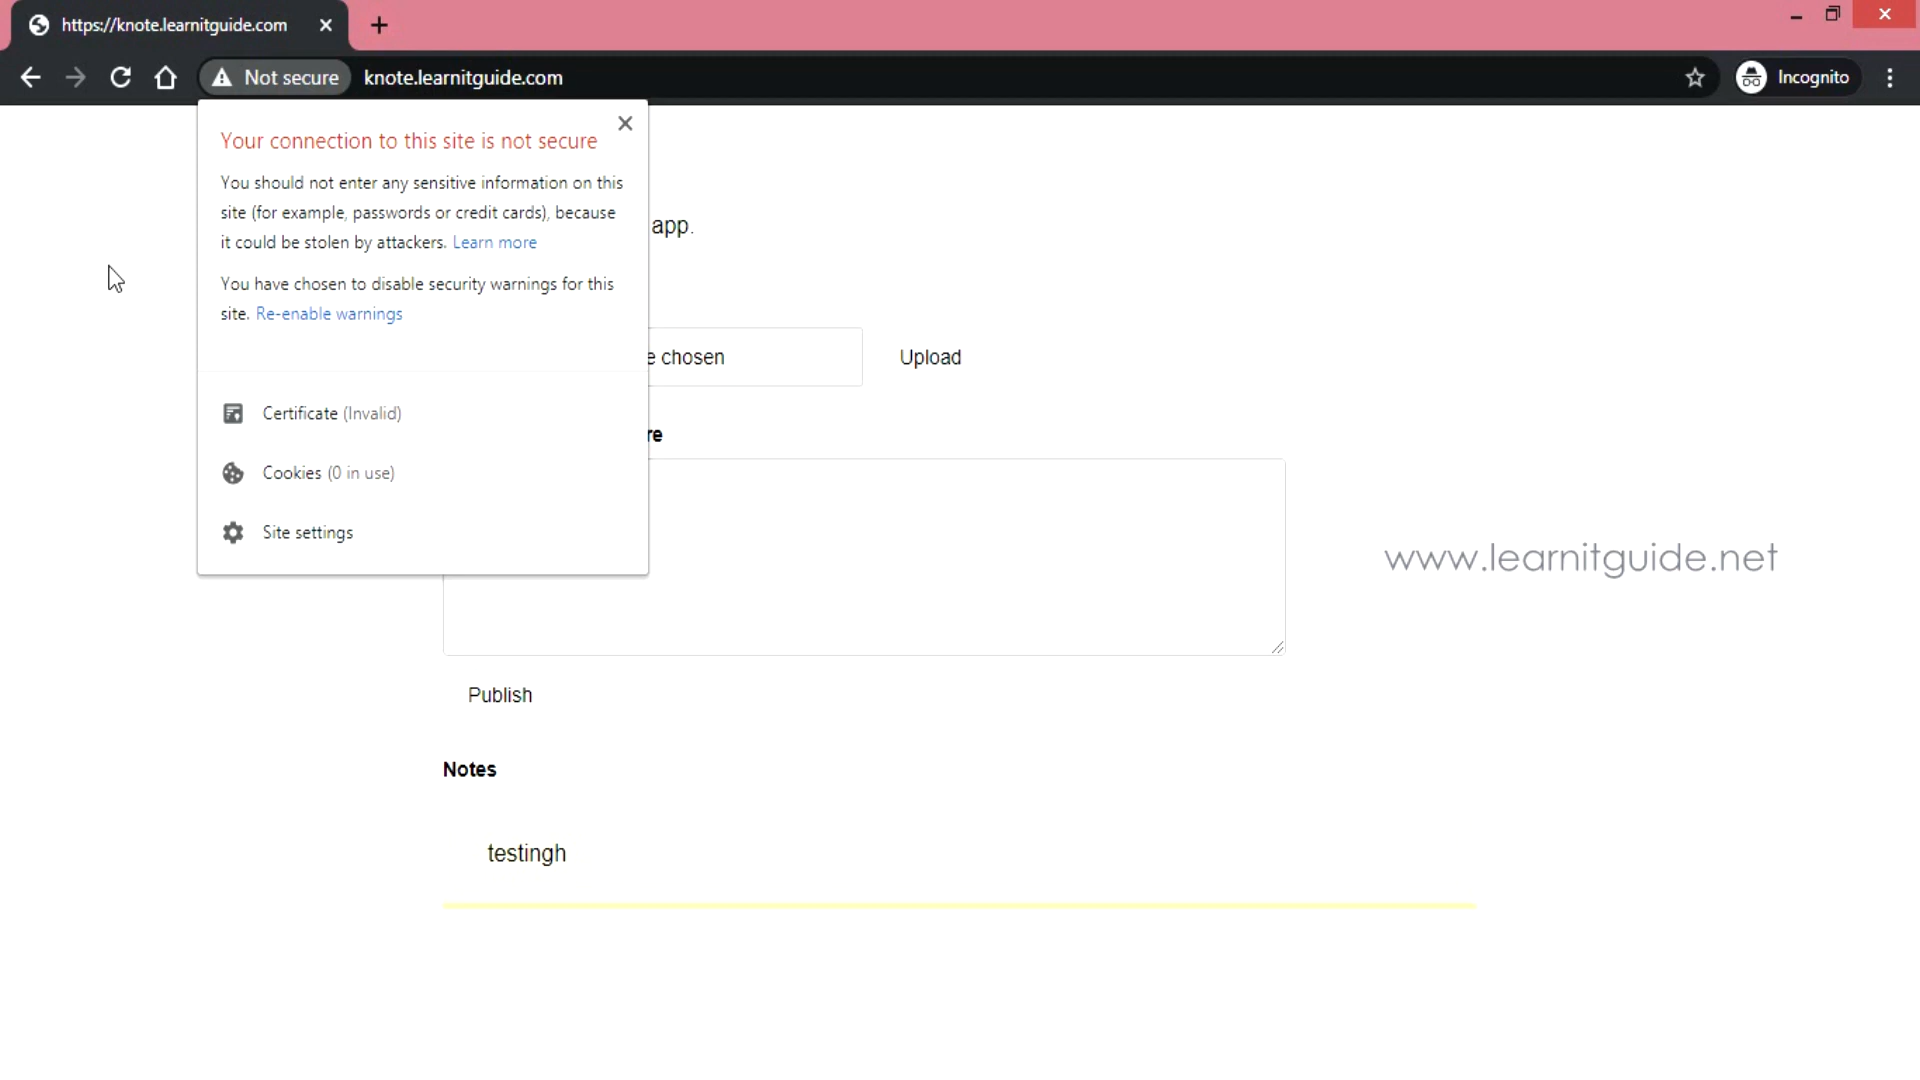 https://knote.learnitguide.com
Not secure
knote.learnitguide.com
Incognito
Your connection to this site is not secure
You should not enter any sensitive information on this
site (for example, passwords or credit cards), because
it could be stolen by attackers. Learn more
You have chosen to disable security warnings for this
site. Re-enable warnings
Certificate (Invalid)
Cookies (0 in use)
Site settings
app.
e chosen
Upload
re
www.learnitguide.net
Publish
Notes
testingh